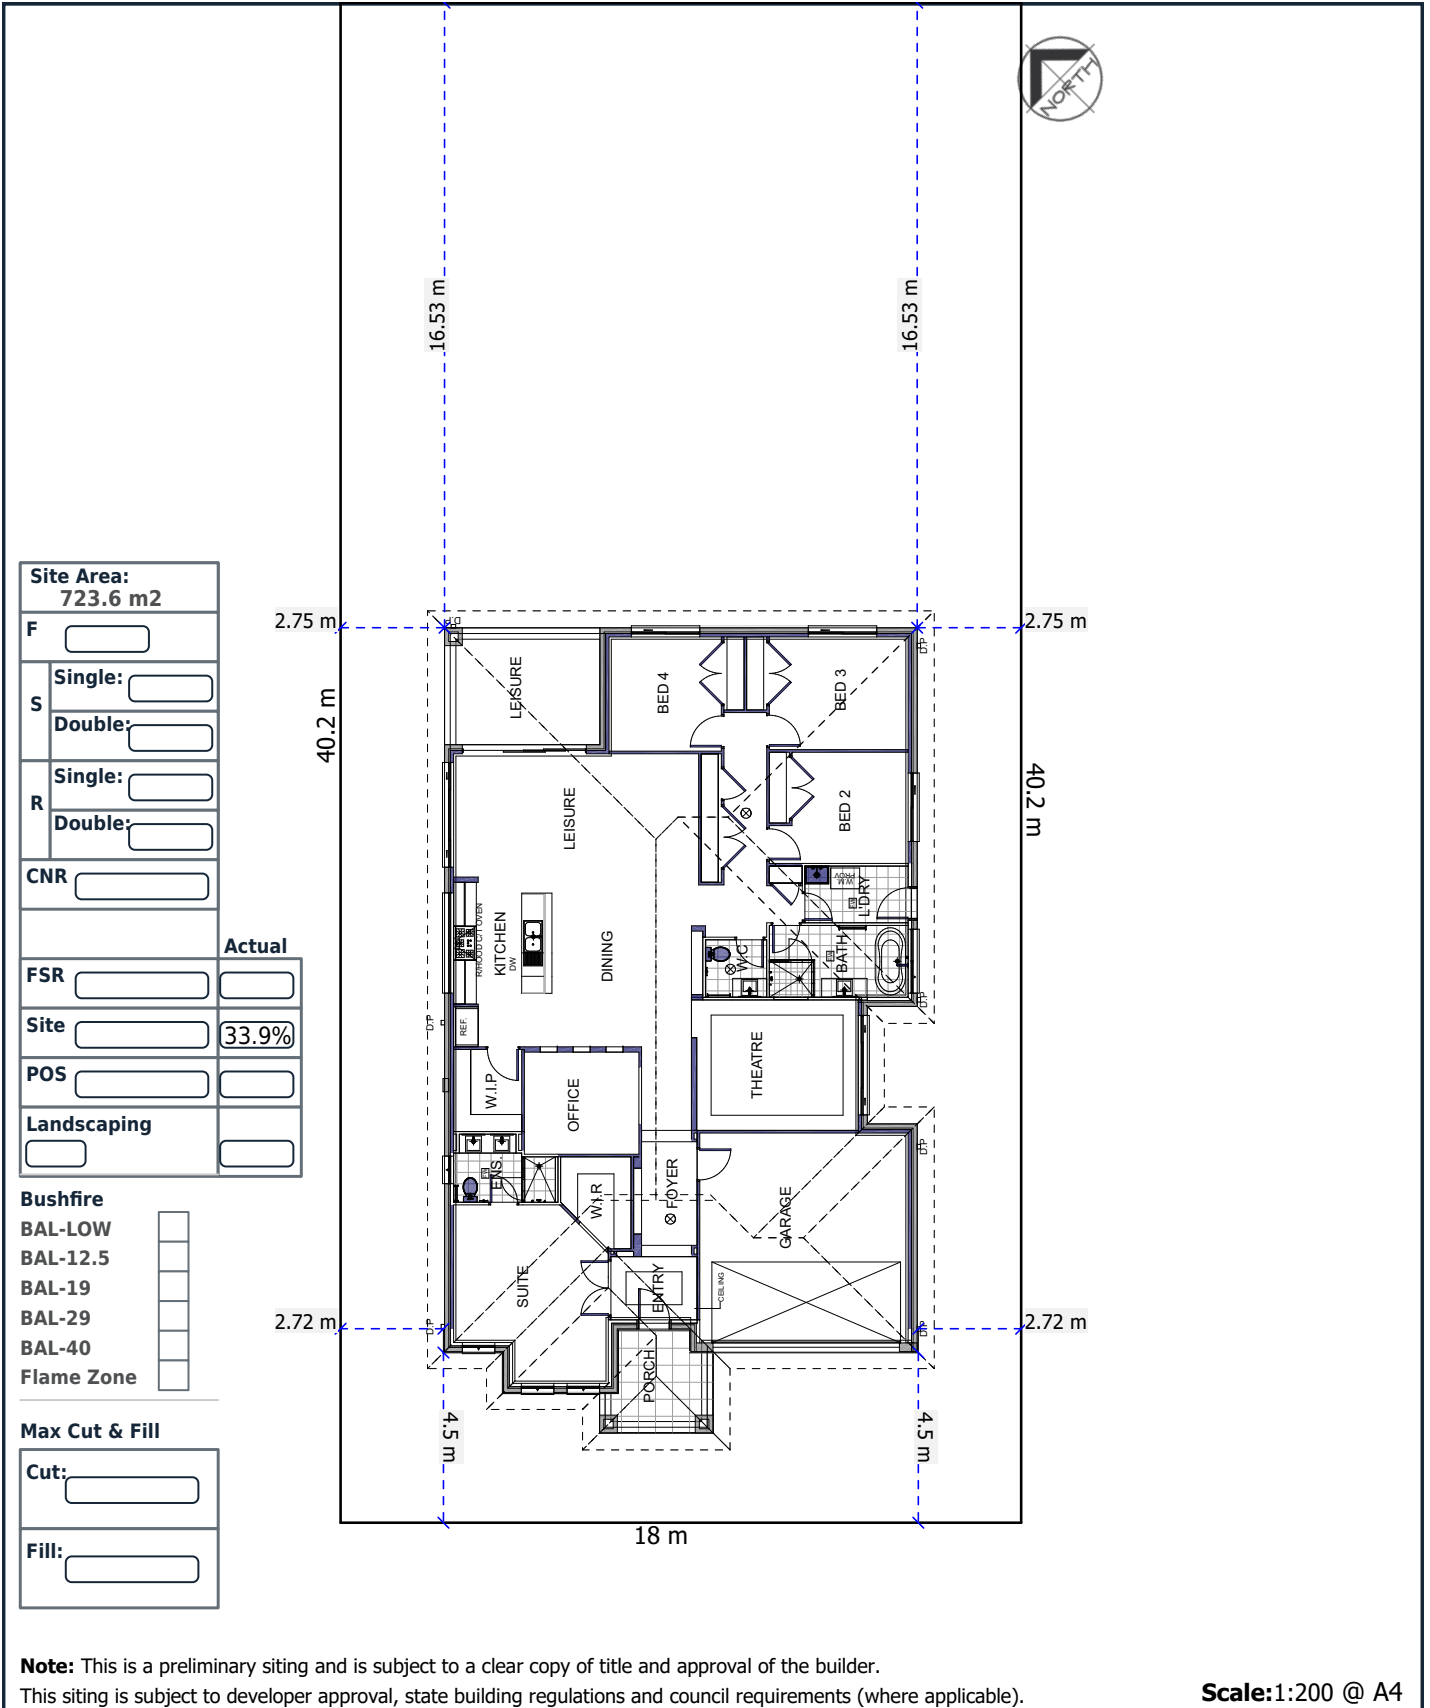 NORTH
16.53 m
16.53 m
Site Area:
723.6 m2
F
S
Single:
Double:
R
Single:
Double:
CNR
Actual
FSR
Site
33.9%
POS
Landscaping
Bushfire
BAL-LOW
BAL-12.5
BAL-19
BAL-29
BAL-40
Flame Zone
Max Cut & Fill
Cut:
Fill:
2.75 m
2.75 m
40.2 m
40.2 m
D.P
D.P
LEISURE
BED 4
BED 3
LEISURE
BED 2
W.M.
PROV
L'DRY
R/HOOD C/T OVEN
KITCHEN
DW
DINING
W.C
BATH
REF.
D.P
D.P
W.I.P
OFFICE
THEATRE
D.P
ENS.
W.I.R
FOYER
GARAGE
SUITE
ENTRY
CEILING
D.P
D.P
PORCH
2.72 m
2.72 m
4.5 m
4.5 m
18 m
Note: This is a preliminary siting and is subject to a clear copy of title and approval of the builder.
This siting is subject to developer approval, state building regulations and council requirements (where applicable).
Scale:1:200 @ A4